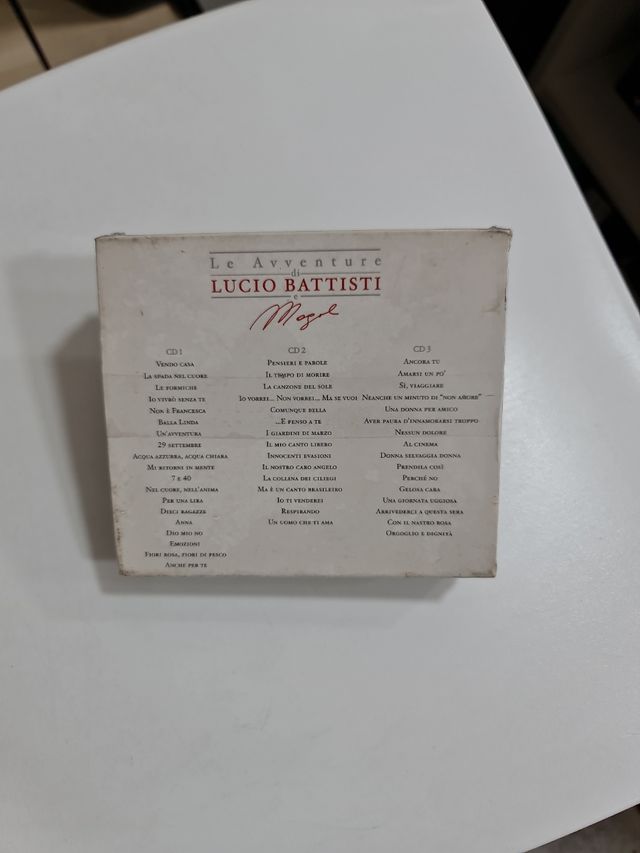 Le Avventure
di
LUCIO BATTISTI
e
Mogol
CD 1
VENDO CASA
LA SPADA NEL CUORE
LE FORMICHE
IO VIVRÒ SENZA TE
NON È FRANCESCA
BALLA LINDA
UN'AVVENTURA
29 SETTEMBRE
ACQUA AZZURRA, ACQUA CHIARA
MI RITORNI IN MENTE
7 E 40
NEL CUORE, NELL'ANIMA
PER UNA LIRA
DIECI RAGAZZE
ANNA
DIO MIO NO
EMOZIONI
FIORI ROSA, FIORI DI PESCO
ANCHE PER TE
CD 2
PENSIERI E PAROLE
IL TEMPO DI MORIRE
LA CANZONE DEL SOLE
IO VORREI... NON VORREI... MA SE VUOI
COMUNQUE BELLA
...E PENSO A TE
I GIARDINI DI MARZO
IL MIO CANTO LIBERO
INNOCENTI EVASIONI
IL NOSTRO CARO ANGELO
LA COLLINA DEI CILIEGI
MA È UN CANTO BRASILEIRO
IO TI VENDEREI
RESPIRANDO
UN UOMO CHE TI AMA
CD 3
ANCORA TU
AMARSI UN PO'
SÌ, VIAGGIARE
NEANCHE UN MINUTO DI "NON AMORE"
UNA DONNA PER AMICO
AVER PAURA D'INNAMORARSI TROPPO
NESSUN DOLORE
AL CINEMA
DONNA SELVAGGIA DONNA
PRENDILA COSÌ
PERCHÉ NO
GELOSA CARA
UNA GIORNATA UGGIOSA
ARRIVEDERCI A QUESTA SERA
CON IL NASTRO ROSA
ORGOGLIO E DIGNITÀ